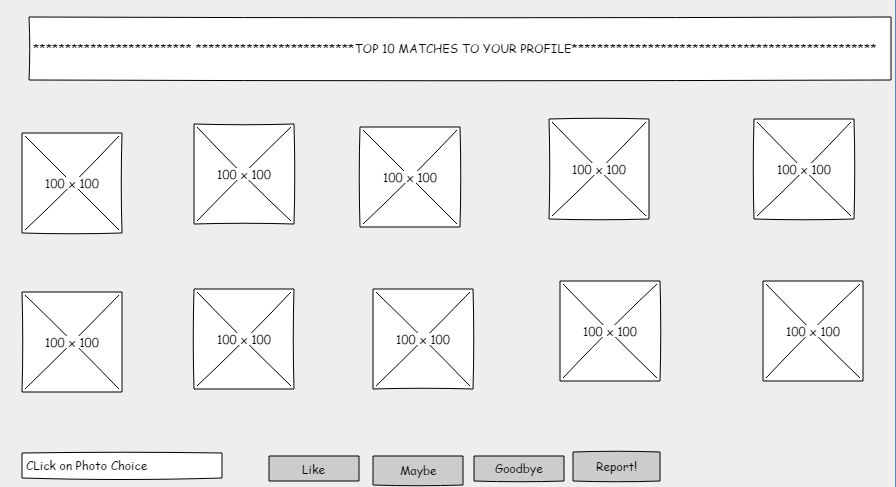 ************************* *************************TOP 10 MATCHES TO YOUR PROFILE************************************************
100 x 100
100 x 100
100 x 100
100 x 100
100 x 100
100 x 100
100 x 100
100 x 100
100 x 100
100 x 100
CLick on Photo Choice
Like
Maybe
Goodbye
Report!